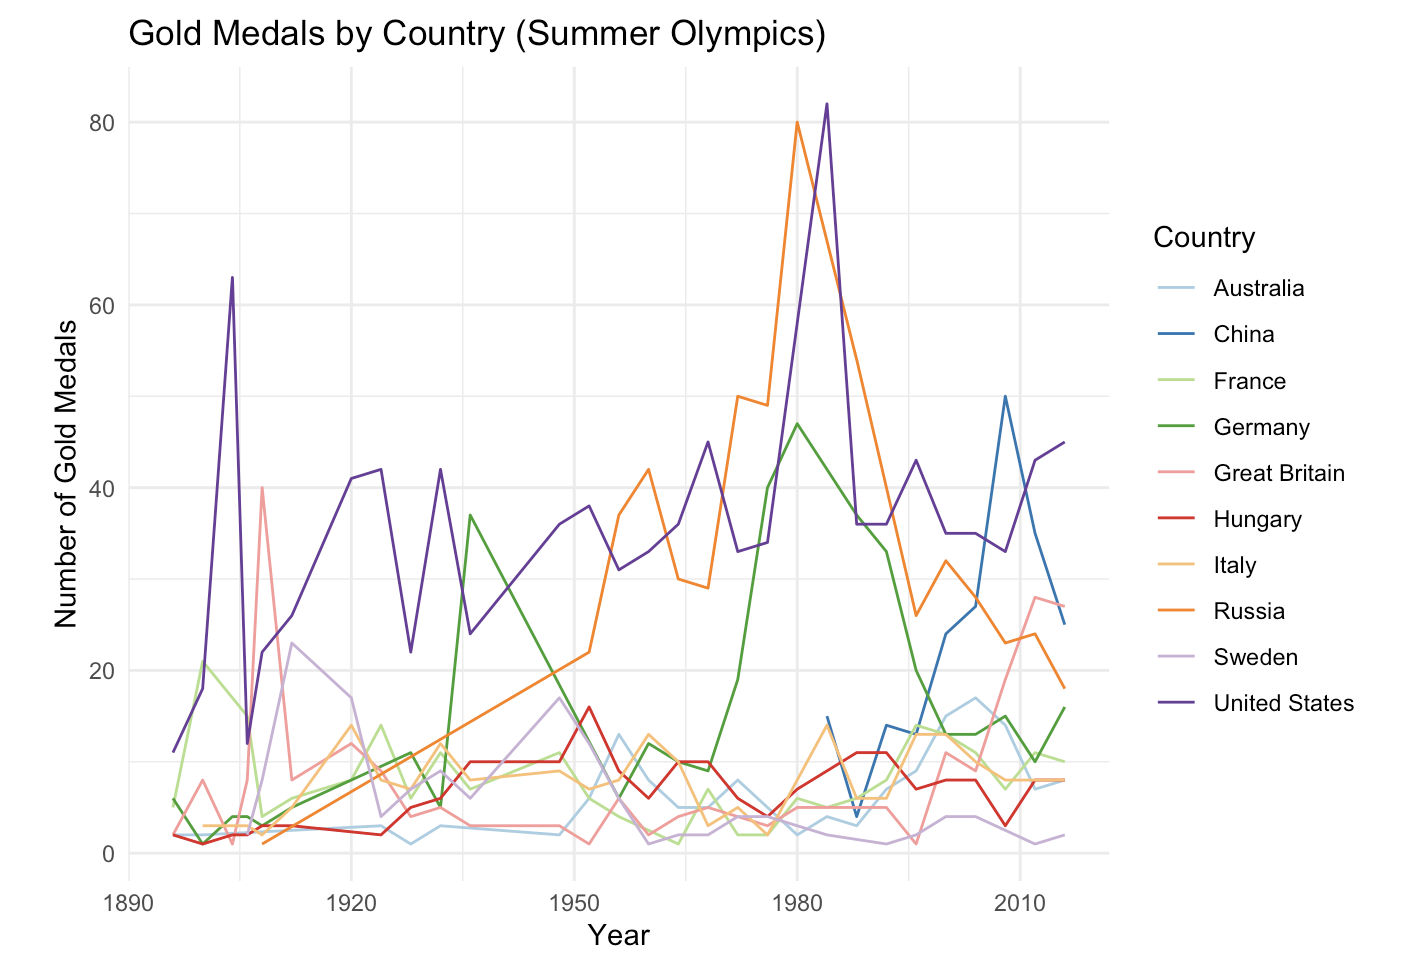 Gold Medals by Country (Summer Olympics)
80
60
40
20
0
Number of Gold Medals
1890
1920
1950
1980
2010
Year
Country
Australia
China
France
Germany
Great Britain
Hungary
Italy
Russia
Sweden
United States